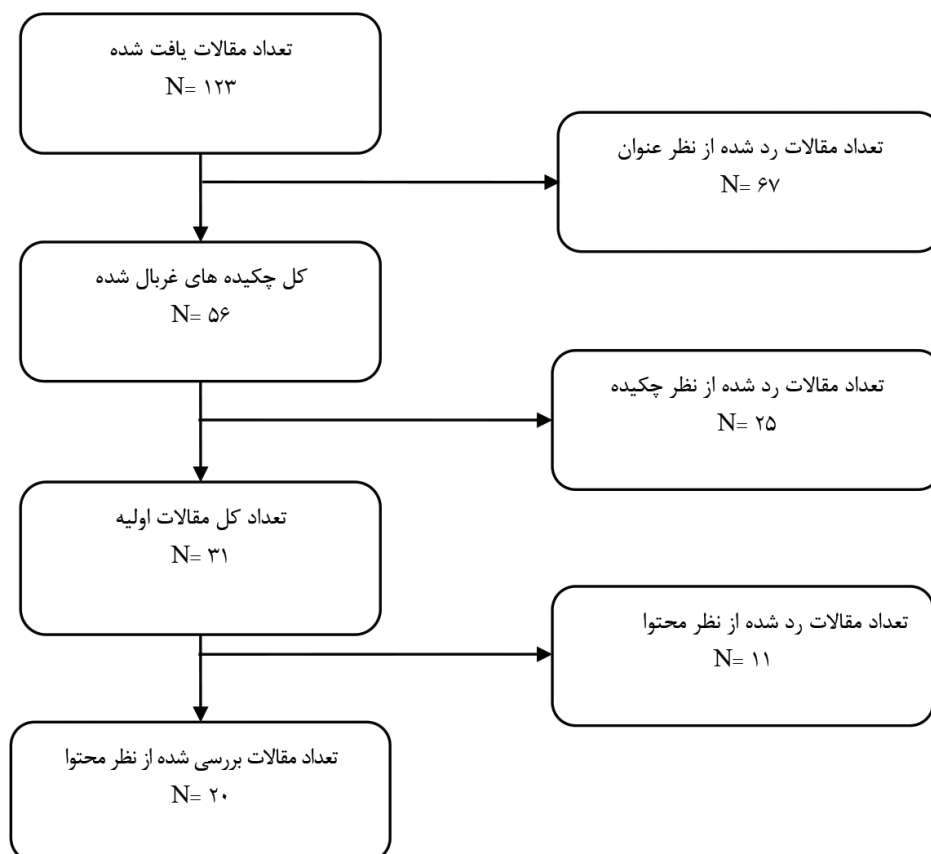 تعداد مقالات یافت شده
N= ۱۲۳
تعداد مقالات رد شده از نظر عنوان
N= ۶۷
کل چکیده های غربال شده
N= ۵۶
تعداد مقالات رد شده از نظر چکیده
N= ۲۵
تعداد کل مقالات اولیه
N= ۳۱
تعداد مقالات رد شده از نظر محتوا
N= ۱۱
تعداد مقالات بررسی شده از نظر محتوا
N= ۲۰